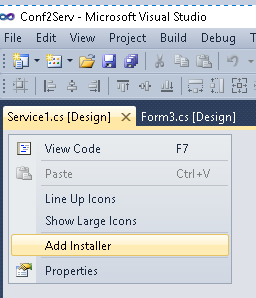 Conf2Serv - Microsoft Visual Studio
File Edit View Project Build Debug T
Service1.cs [Design] Form3.cs [Design]
View Code F7
Paste Ctrl+V
Line Up Icons
Show Large Icons
Add Installer
Properties